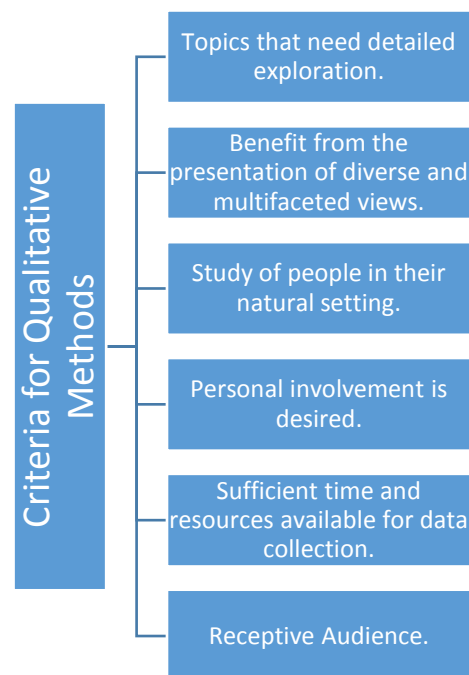 Criteria for Qualitative
Methods
Topics that need detailed
exploration.
Benefit from the
presentation of diverse and
multifaceted views.
Study of people in their
natural setting.
Personal involvement is
desired.
Sufficient time and
resources available for data
collection.
Receptive Audience.